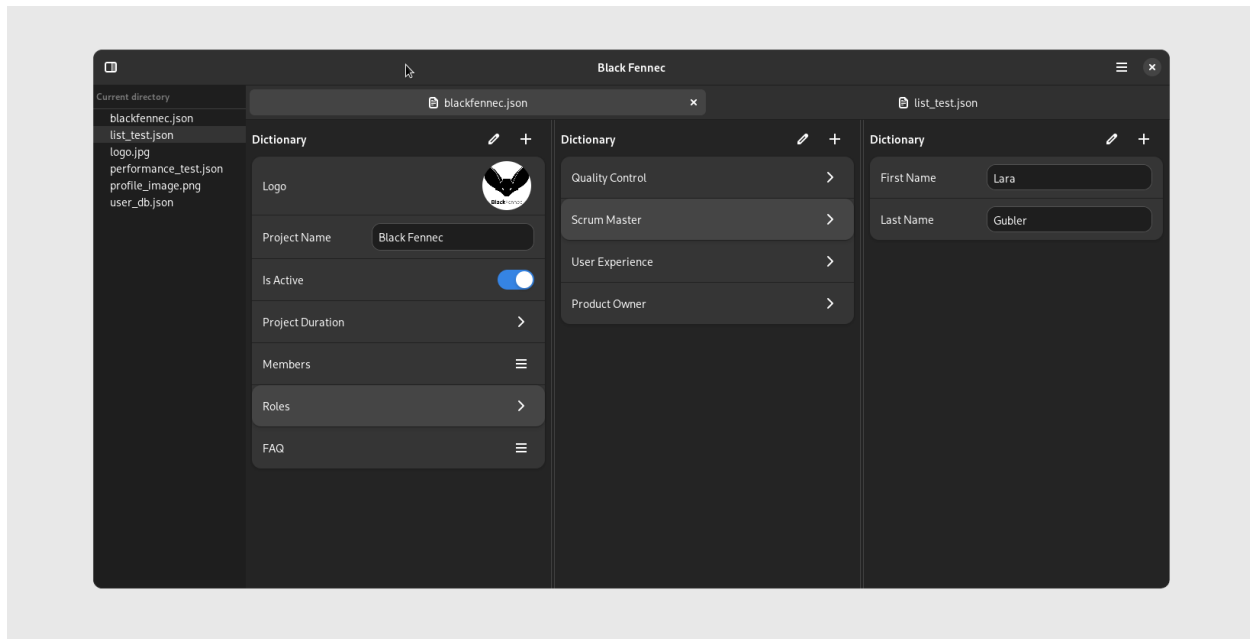 Black Fennec
Current directory
blackfennec.json
list_test.json
logo.jpg
performance_test.json
profile_image.png
user_db.json
blackfennec.json
list_test.json
Dictionary
Logo
BlackFennec
Project Name
Black Fennec
Is Active
Project Duration
Members
Roles
FAQ
Dictionary
Quality Control
Scrum Master
User Experience
Product Owner
Dictionary
First Name
Lara
Last Name
Gubler